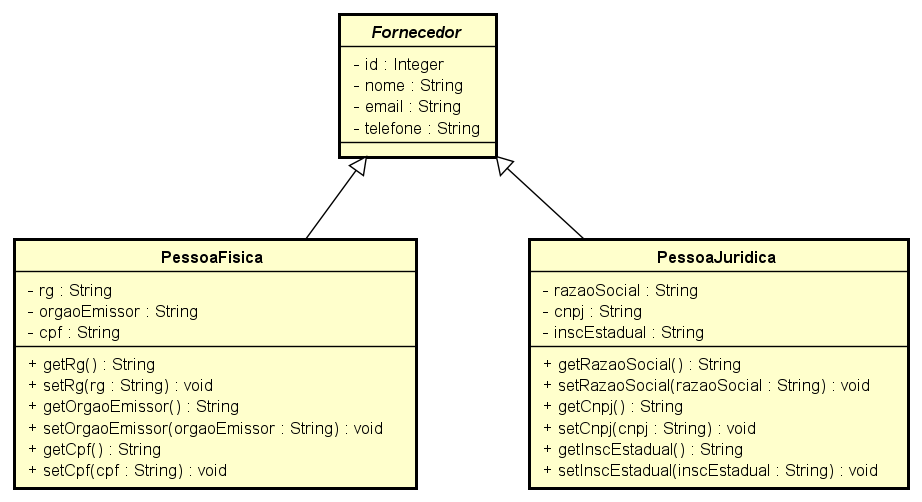 Fornecedor
- id : Integer
- nome : String
- email : String
- telefone : String
PessoaFisica
- rg : String
- orgaoEmissor : String
- cpf : String
+ getRg() : String
+ setRg(rg : String) : void
+ getOrgaoEmissor() : String
+ setOrgaoEmissor(orgaoEmissor : String) : void
+ getCpf() : String
+ setCpf(cpf : String) : void
PessoaJuridica
- razaoSocial : String
- cnpj : String
- inscEstadual : String
+ getRazaoSocial() : String
+ setRazaoSocial(razaoSocial : String) : void
+ getCnpj() : String
+ setCnpj(cnpj : String) : void
+ getInscEstadual() : String
+ setInscEstadual(inscEstadual : String) : void